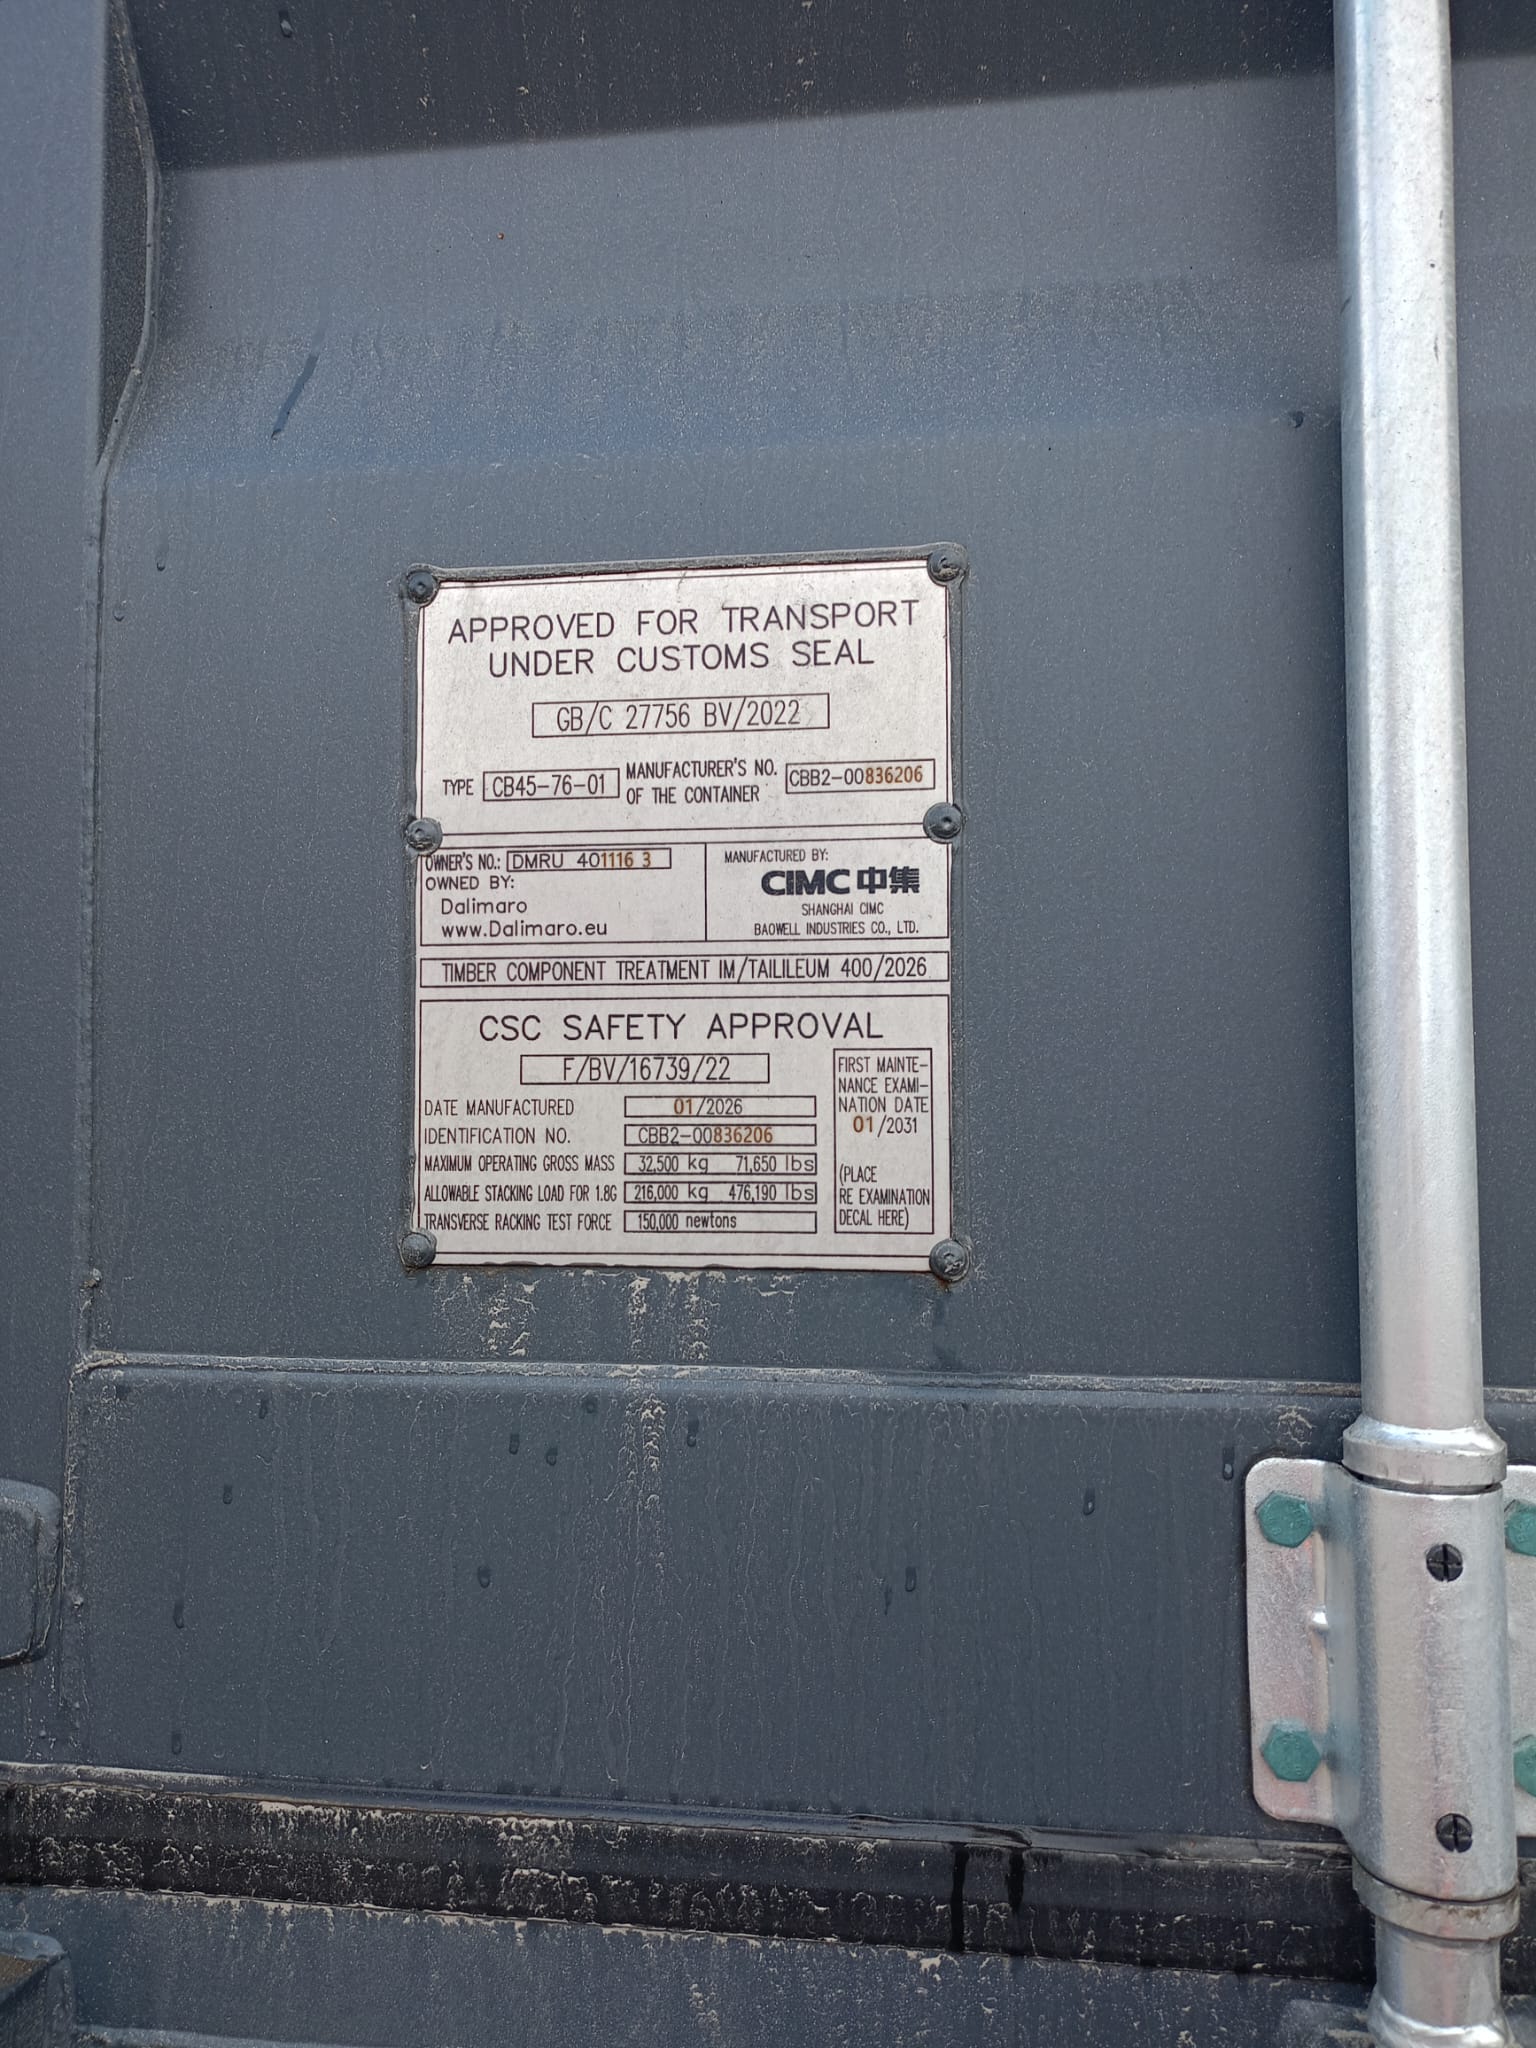 APPROVED FOR TRANSPORT
UNDER CUSTOMS SEAL
GB/C 27756 BV/2022
TYPE CB45-76-01 MANUFACTURER'S NO. OF THE CONTAINER CBB2-00836206
OWNER'S NO.: DMRU 401116 3
OWNED BY:
Dalimaro
www.Dalimaro.eu
MANUFACTURED BY:
CIMC 中集
SHANGHAI CIMC
BAOWELL INDUSTRIES CO., LTD.
TIMBER COMPONENT TREATMENT IM/TAILILEUM 400/2026
CSC SAFETY APPROVAL
F/BV/16739/22
DATE MANUFACTURED 01/2026
IDENTIFICATION NO. CBB2-00836206
MAXIMUM OPERATING GROSS MASS 32,500 kg 71,650 lbs
ALLOWABLE STACKING LOAD FOR 1.8G 216,000 kg 476,190 lbs
TRANSVERSE RACKING TEST FORCE 150,000 newtons
FIRST MAINTE-
NANCE EXAMI-
NATION DATE
01/2031
(PLACE
RE EXAMINATION
DECAL HERE)